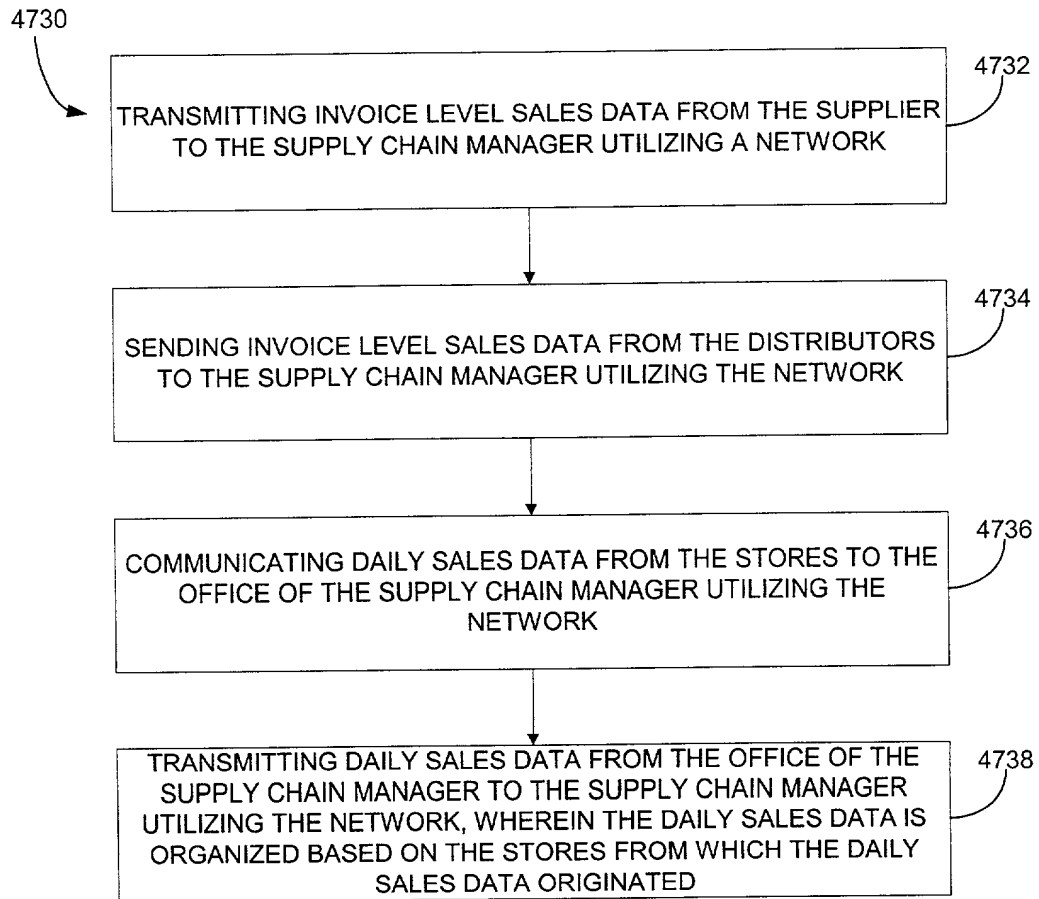 4730
4732
TRANSMITTING INVOICE LEVEL SALES DATA FROM THE SUPPLIER
TO THE SUPPLY CHAIN MANAGER UTILIZING A NETWORK
4734
SENDING INVOICE LEVEL SALES DATA FROM THE DISTRIBUTORS
TO THE SUPPLY CHAIN MANAGER UTILIZING THE NETWORK
4736
COMMUNICATING DAILY SALES DATA FROM THE STORES TO THE
OFFICE OF THE SUPPLY CHAIN MANAGER UTILIZING THE
NETWORK
4738
TRANSMITTING DAILY SALES DATA FROM THE OFFICE OF THE
SUPPLY CHAIN MANAGER TO THE SUPPLY CHAIN MANAGER
UTILIZING THE NETWORK, WHEREIN THE DAILY SALES DATA IS
ORGANIZED BASED ON THE STORES FROM WHICH THE DAILY
SALES DATA ORIGINATED